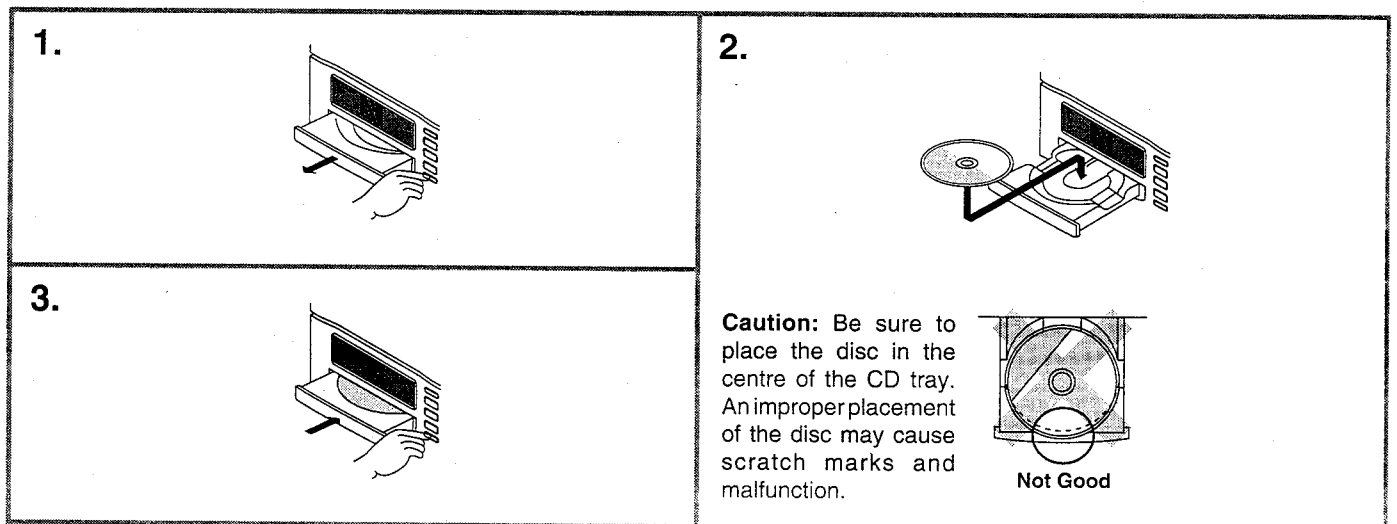 1.
2.
3.
Caution: Be sure to
place the disc in the
centre of the CD tray.
An improper placement
of the disc may cause
scratch marks and
malfunction.
Not Good